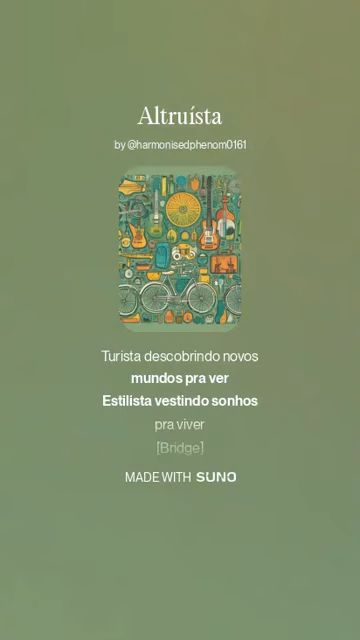 Altruísta
by @harmonisedphenom0161
Turista descobrindo novos
mundos pra ver
Estilista vestindo sonhos
pra viver
[Bridge]
MADE WITH SUNO